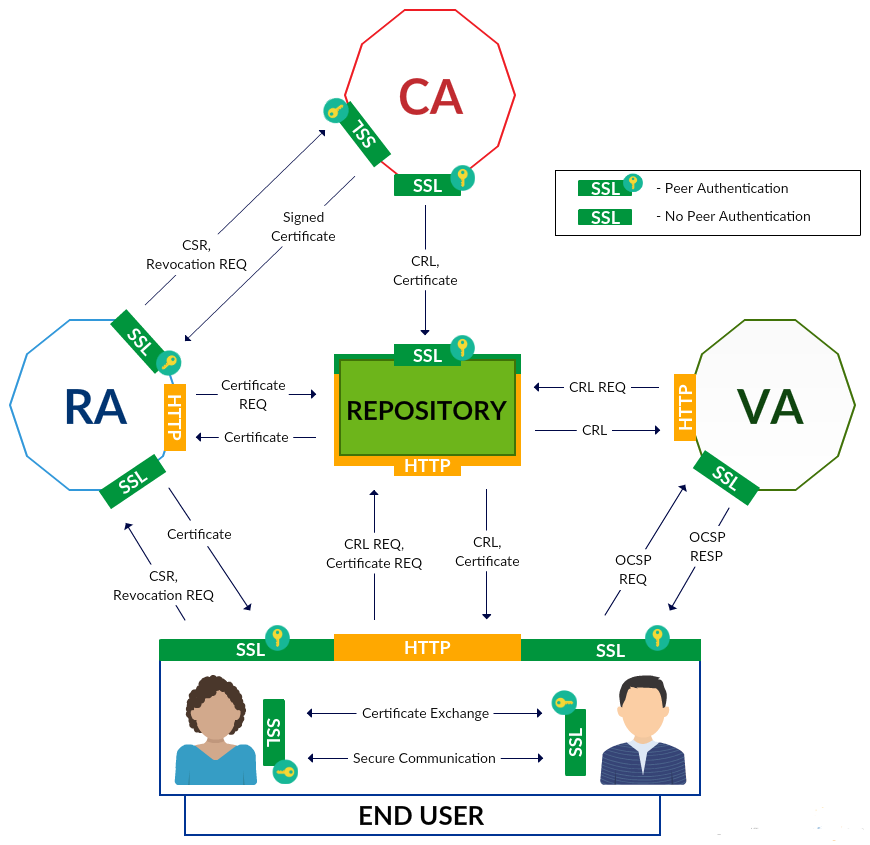 CA
SSL
SSL
SSL - Peer Authentication
SSL - No Peer Authentication
Signed
Certificate
CSR,
Revocation REQ
CRL,
Certificate
SSL
RA
HTTP
SSL
Certificate
REQ
Certificate
SSL
REPOSITORY
HTTP
CRL REQ
CRL
HTTP
VA
SSL
Certificate
CSR,
Revocation REQ
CRL REQ,
Certificate REQ
CRL,
Certificate
OCSP
REQ
OCSP
RESP
SSL
HTTP
SSL
SSL
Certificate Exchange
Secure Communication
SSL
END USER